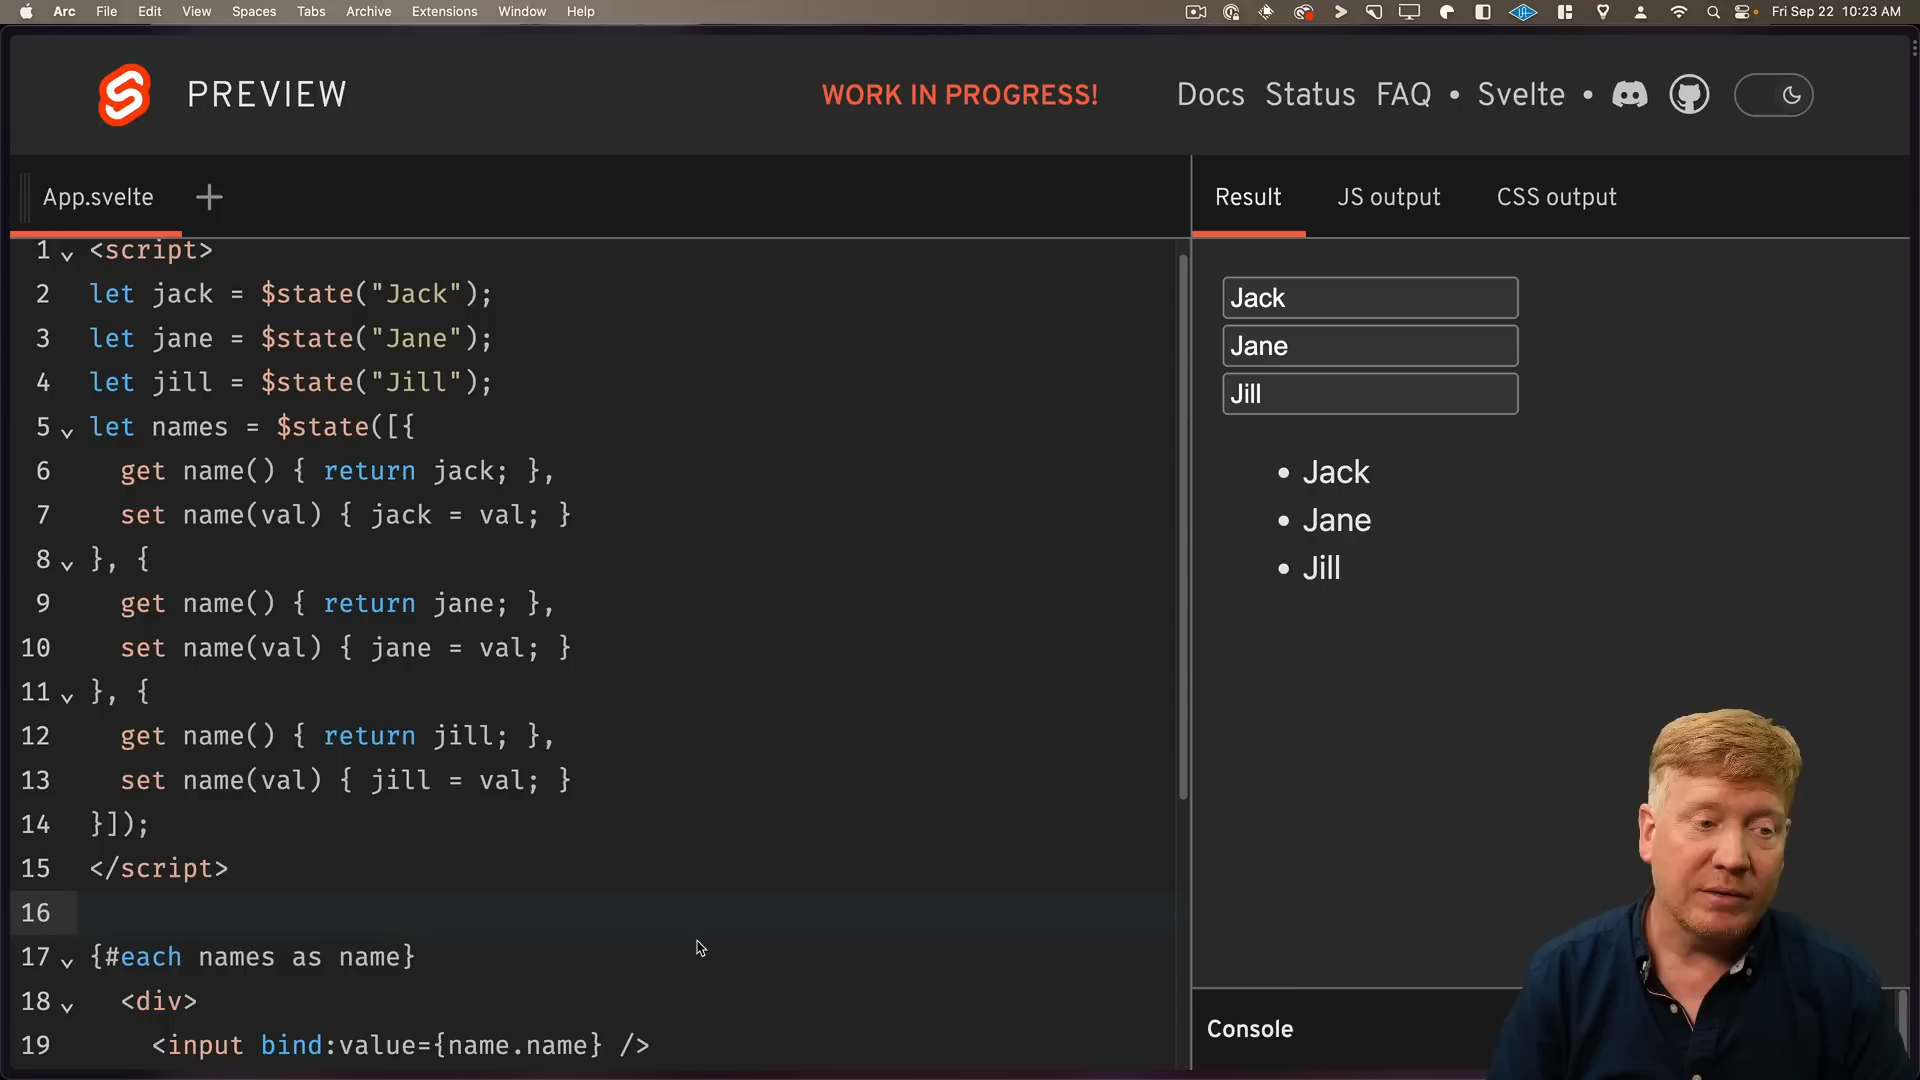 Arc File Edit View Spaces Tabs Archive Extensions Window Help Fri Sep 22 10:23 AM
PREVIEW WORK IN PROGRESS! Docs Status FAQ • Svelte •
App.svelte + Result JS output CSS output
1 <script>
2 let jack = $state("Jack");
3 let jane = $state("Jane");
4 let jill = $state("Jill");
5 let names = $state([{
6 get name() { return jack; },
7 set name(val) { jack = val; }
8 }, {
9 get name() { return jane; },
10 set name(val) { jane = val; }
11 }, {
12 get name() { return jill; },
13 set name(val) { jill = val; }
14 }]);
15 </script>
16
17 {#each names as name}
18 <div>
19 <input bind:value={name.name} />
Jack
Jane
Jill
• Jack
• Jane
• Jill
Console